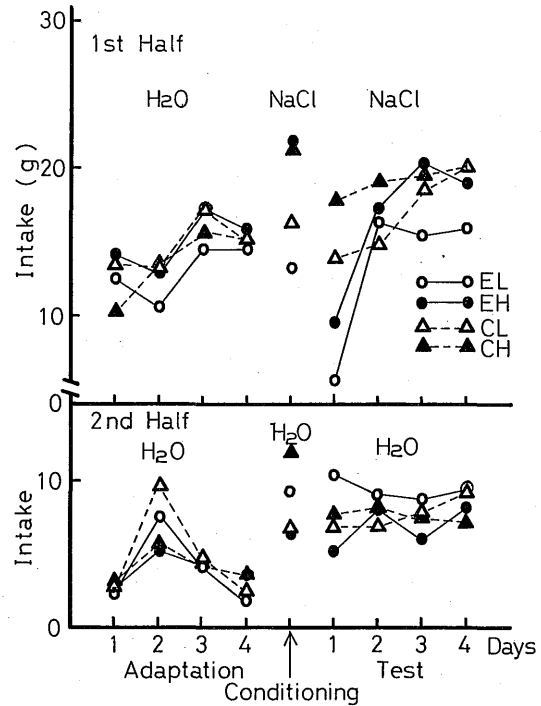 30
1st Half
H2O NaCl NaCl
20
Intake (g)
10
EL
EH
CL
CH
0
2nd Half
H2O H2O H2O
10
Intake
0
1 2 3 4 1 2 3 4 Days
Adaptation Test
Conditioning